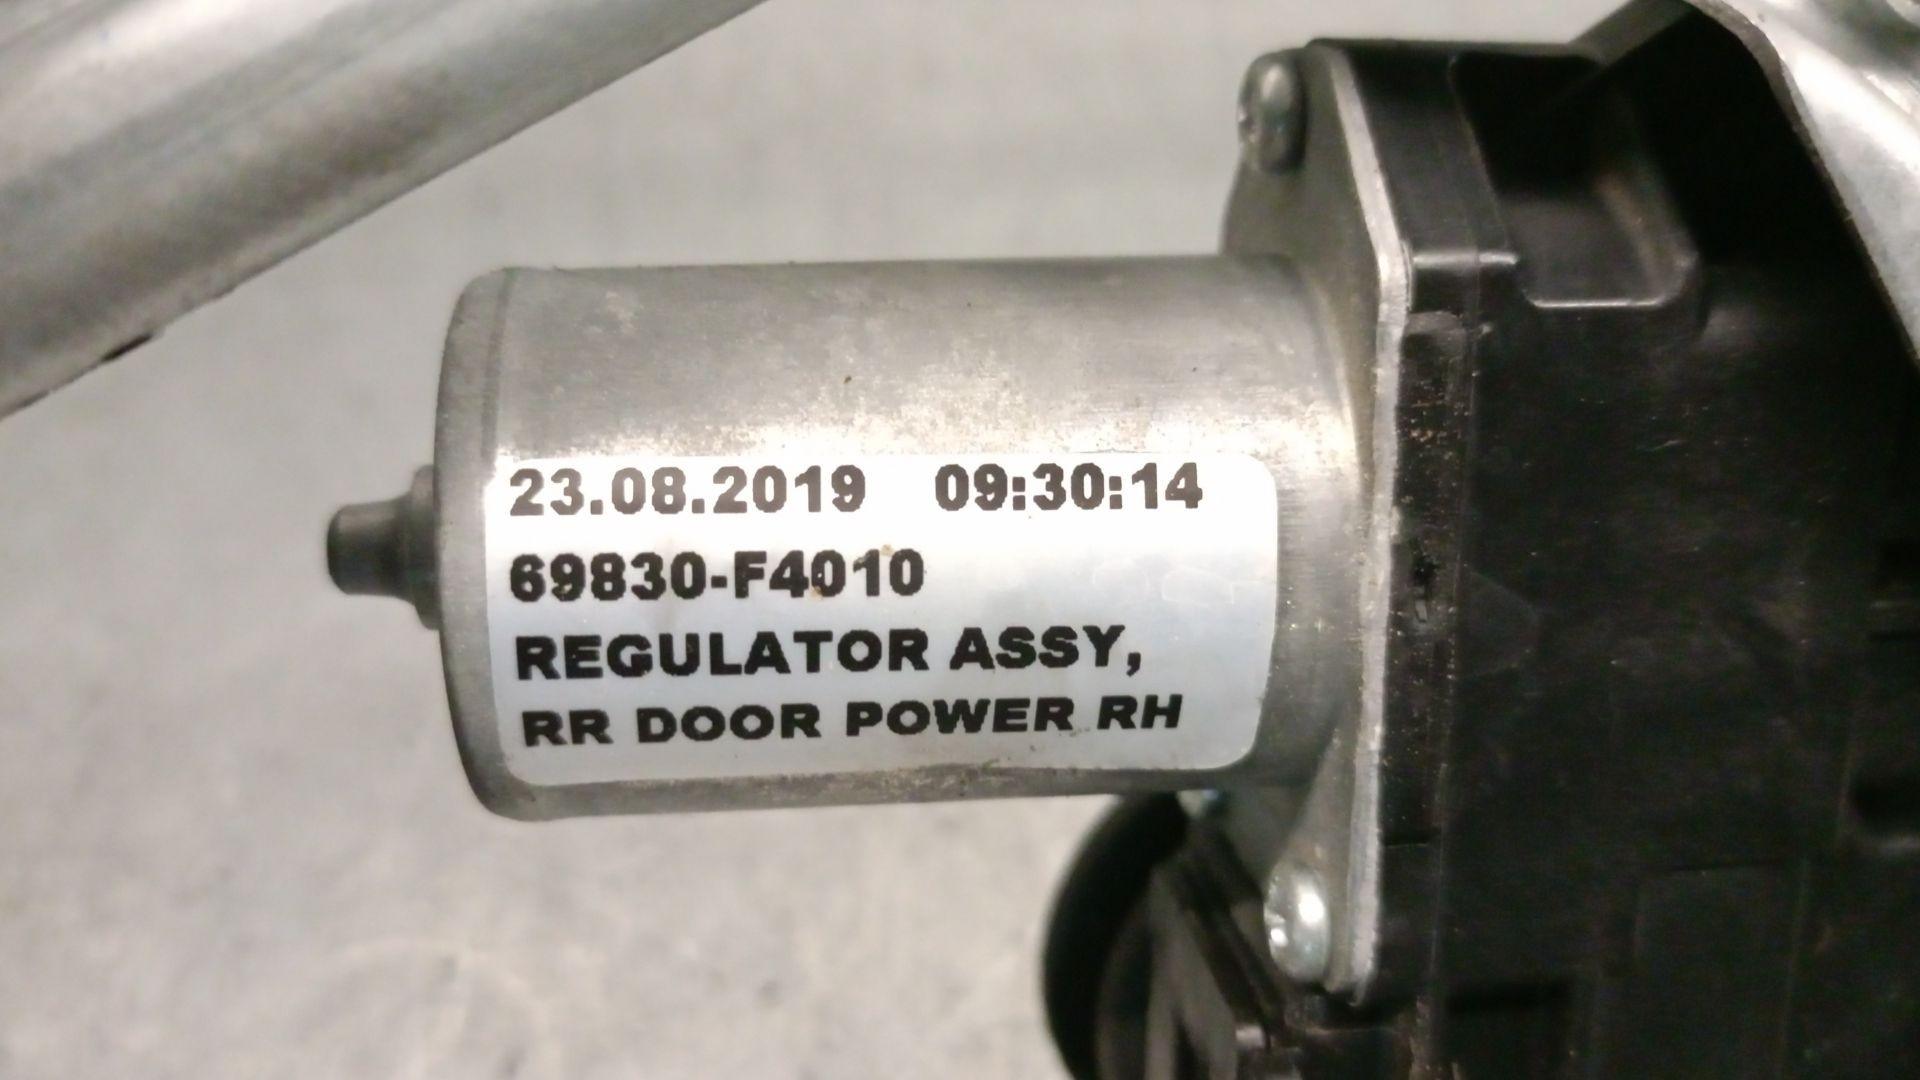 23.08.2019 09:30:14
69830-F4010
REGULATOR ASSY,
RR DOOR POWER RH